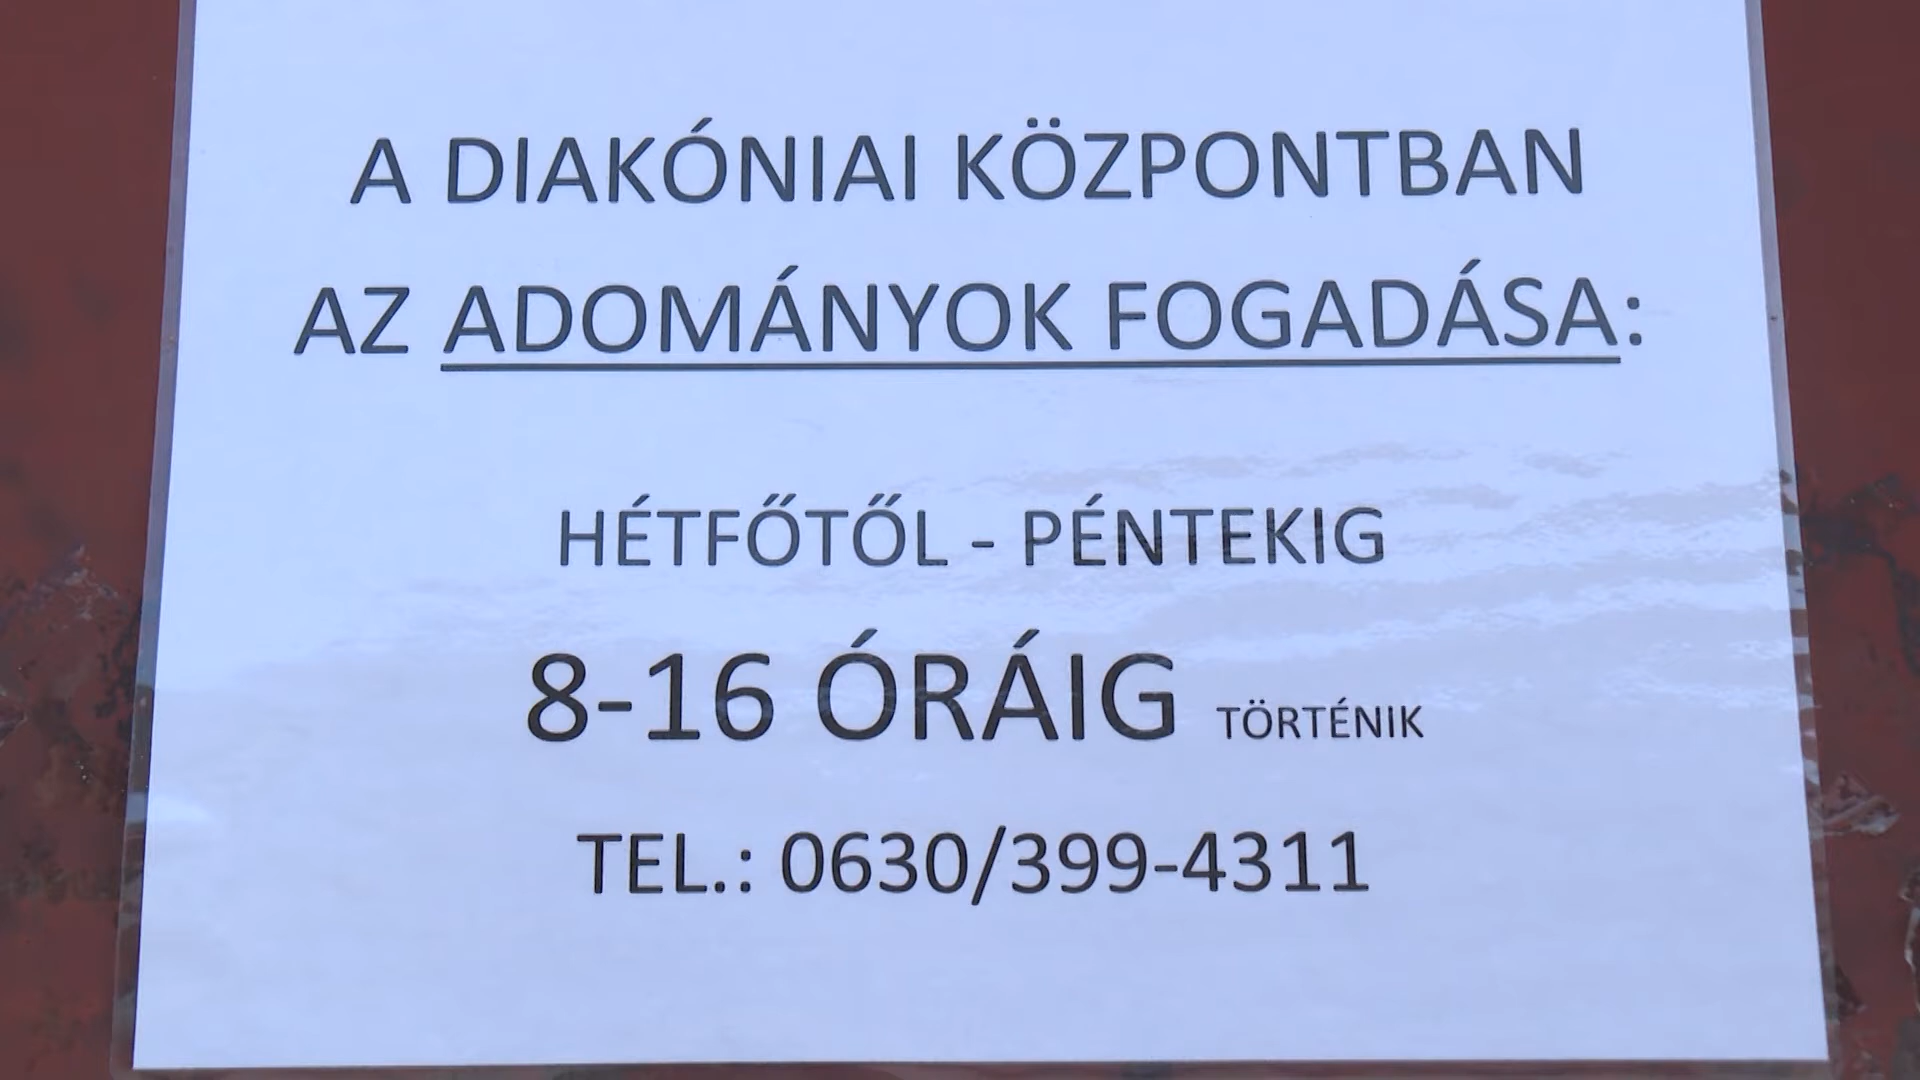 A DIAKÓNIAI KÖZPONTBAN
AZ ADOMÁNYOK FOGADÁSA:
HÉTFŐTŐL - PÉNTEKIG
8-16 ÓRÁIG TÖRTÉNIK
TEL.: 0630/399-4311